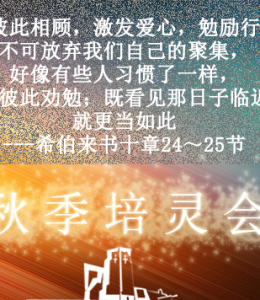 彼此相顾，激发爱心，勉励行
不可放弃我们自己的聚集，
好像有些人习惯了一样，
彼此劝勉；既看见那日子临近
就更当如此
---希伯来书十章24～25节
秋季培灵会